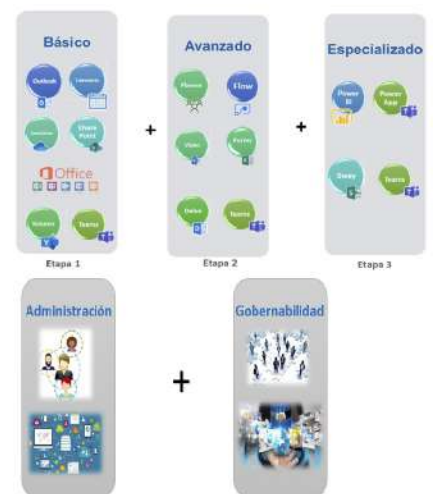 Básico
Outlook
Calendario
OneDrive
Share
Point
Office
Yammer
Teams
Etapa 1
+
Avanzado
Planner
Flow
Video
Forms
Delve
Teams
Etapa 2
+
Especializado
Power
BI
Power
App
Sway
Teams
Etapa 3
Administración
+
Gobernabilidad